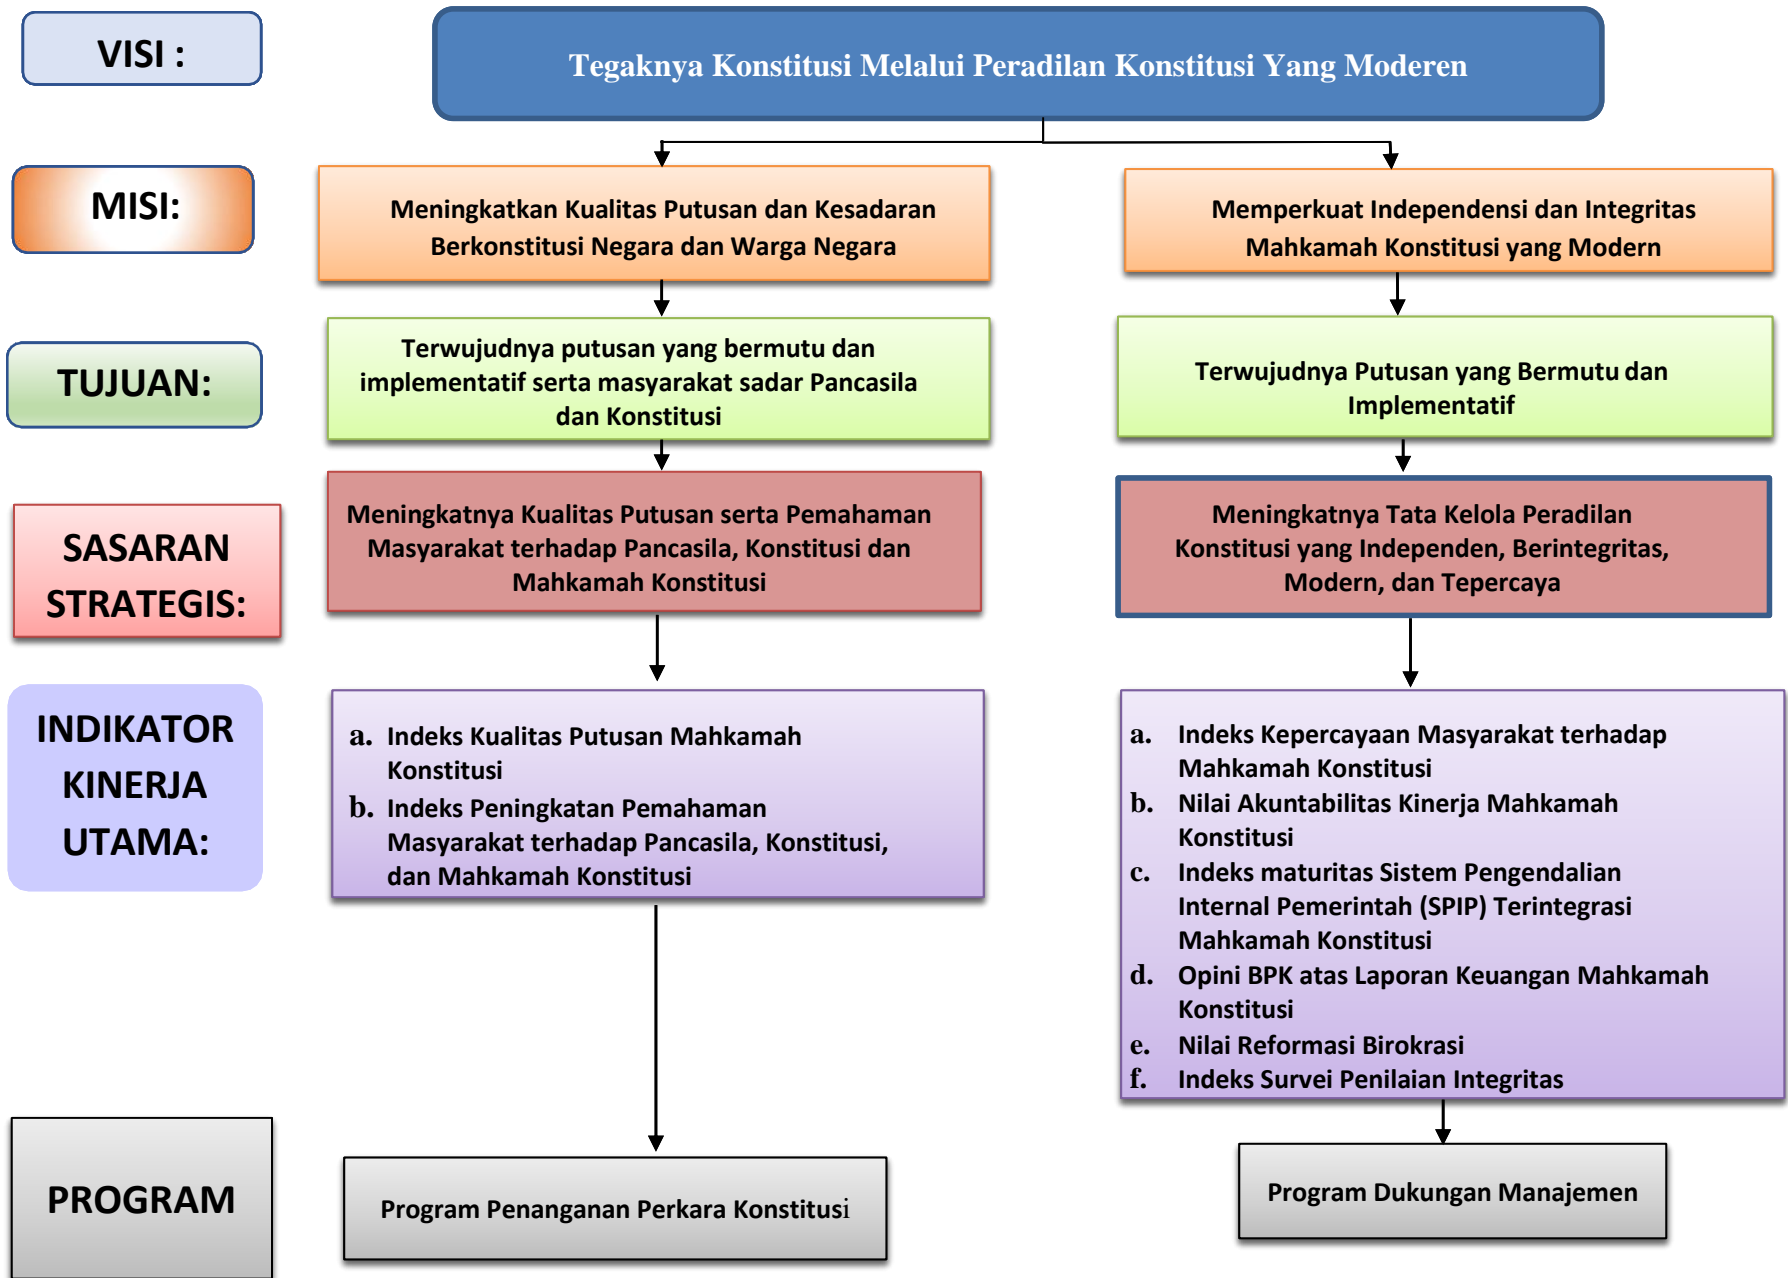 VISI :
Tegaknya Konstitusi Melalui Peradilan Konstitusi Yang Moderen
MISI:
Meningkatkan Kualitas Putusan dan Kesadaran
Berkonstitusi Negara dan Warga Negara
Memperkuat Independensi dan Integritas
Mahkamah Konstitusi yang Modern
TUJUAN:
Terwujudnya putusan yang bermutu dan
implementatif serta masyarakat sadar Pancasila
dan Konstitusi
Terwujudnya Putusan yang Bermutu dan
Implementatif
SASARAN
STRATEGIS:
Meningkatnya Kualitas Putusan serta Pemahaman
Masyarakat terhadap Pancasila, Konstitusi dan
Mahkamah Konstitusi
Meningkatnya Tata Kelola Peradilan
Konstitusi yang Independen, Berintegritas,
Modern, dan Tepercaya
INDIKATOR
KINERJA
UTAMA:
a. Indeks Kualitas Putusan Mahkamah
Konstitusi
b. Indeks Peningkatan Pemahaman
Masyarakat terhadap Pancasila, Konstitusi,
dan Mahkamah Konstitusi
a. Indeks Kepercayaan Masyarakat terhadap
Mahkamah Konstitusi
b. Nilai Akuntabilitas Kinerja Mahkamah
Konstitusi
c. Indeks maturitas Sistem Pengendalian
Internal Pemerintah (SPIP) Terintegrasi
Mahkamah Konstitusi
d. Opini BPK atas Laporan Keuangan Mahkamah
Konstitusi
e. Nilai Reformasi Birokrasi
f. Indeks Survei Penilaian Integritas
PROGRAM
Program Penanganan Perkara Konstitusi
Program Dukungan Manajemen